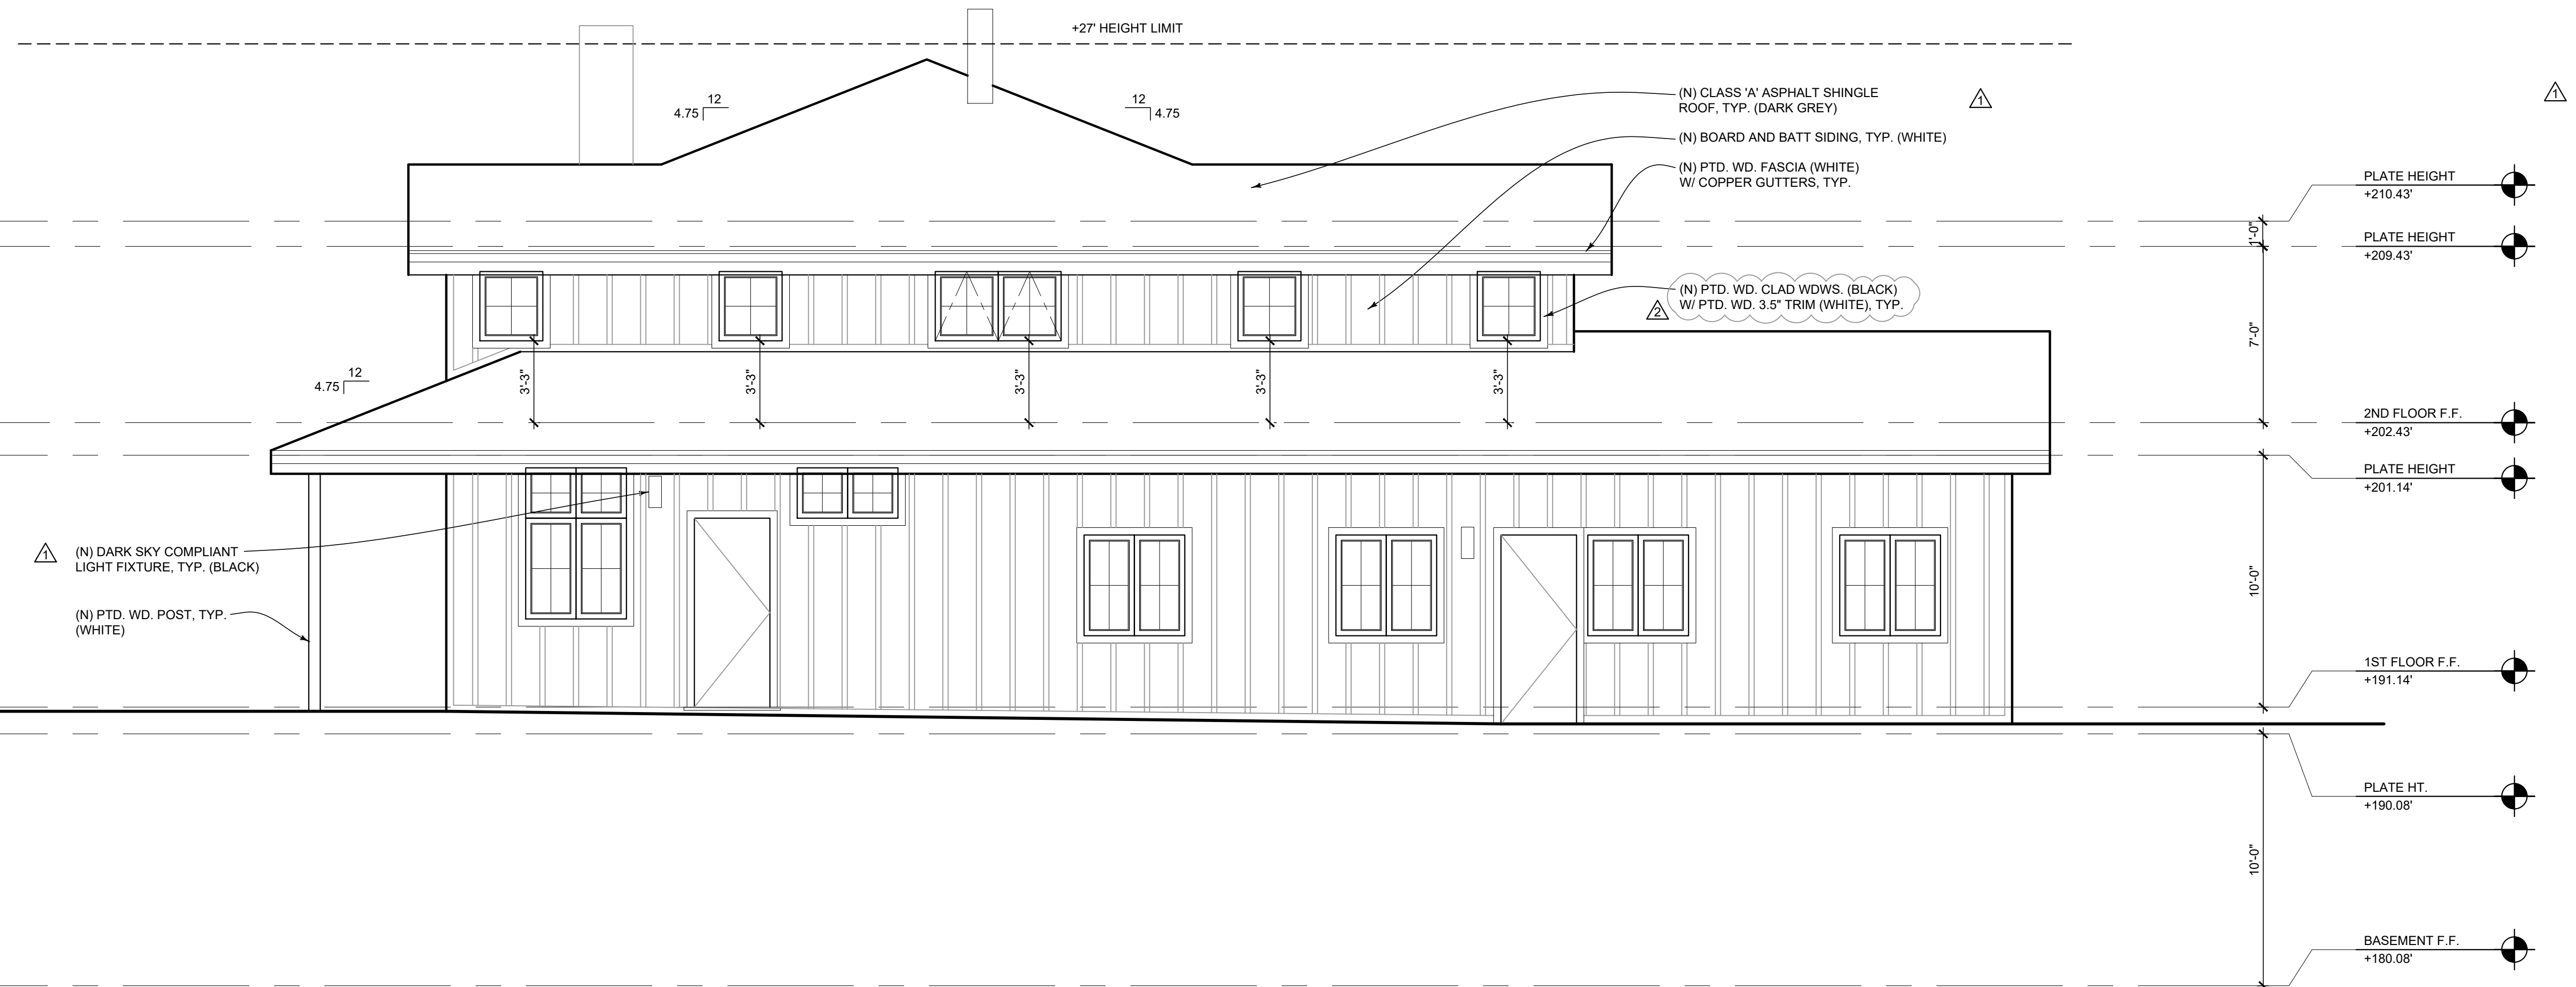 +27' HEIGHT LIMIT
12
4.75
12
4.75
(N) CLASS 'A' ASPHALT SHINGLE
ROOF, TYP. (DARK GREY)
1
1
(N) BOARD AND BATT SIDING, TYP. (WHITE)
(N) PTD. WD. FASCIA (WHITE)
W/ COPPER GUTTERS, TYP.
PLATE HEIGHT
+210.43'
1'-0"
PLATE HEIGHT
+209.43'
(N) PTD. WD. CLAD WDWS. (BLACK)
W/ PTD. WD. 3.5" TRIM (WHITE), TYP.
2
7'-0"
12
4.75
3'-3"
3'-3"
3'-3"
3'-3"
3'-3"
2ND FLOOR F.F.
+202.43'
PLATE HEIGHT
+201.14'
1
(N) DARK SKY COMPLIANT
LIGHT FIXTURE, TYP. (BLACK)
10'-0"
(N) PTD. WD. POST, TYP.
(WHITE)
1ST FLOOR F.F.
+191.14'
PLATE HT.
+190.08'
10'-0"
BASEMENT F.F.
+180.08'